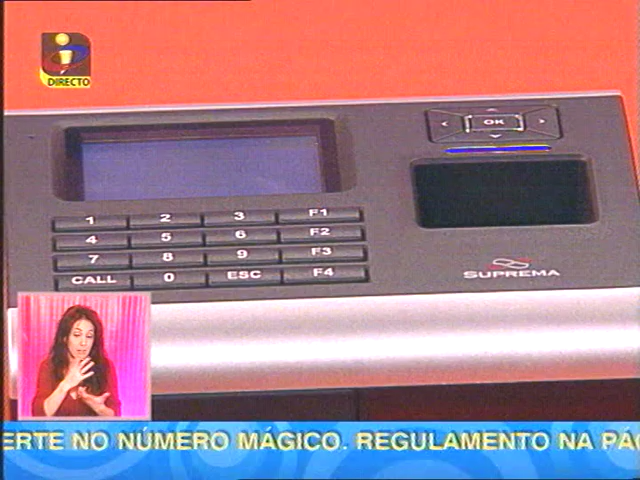 i
DIRECTO
< OK >
1 2 3 F1
4 5 6 F2
7 8 9 F3
CALL 0 ESC F4
SUPREMA
ERTE NO NÚMERO MÁGICO. REGULAMENTO NA PÁG